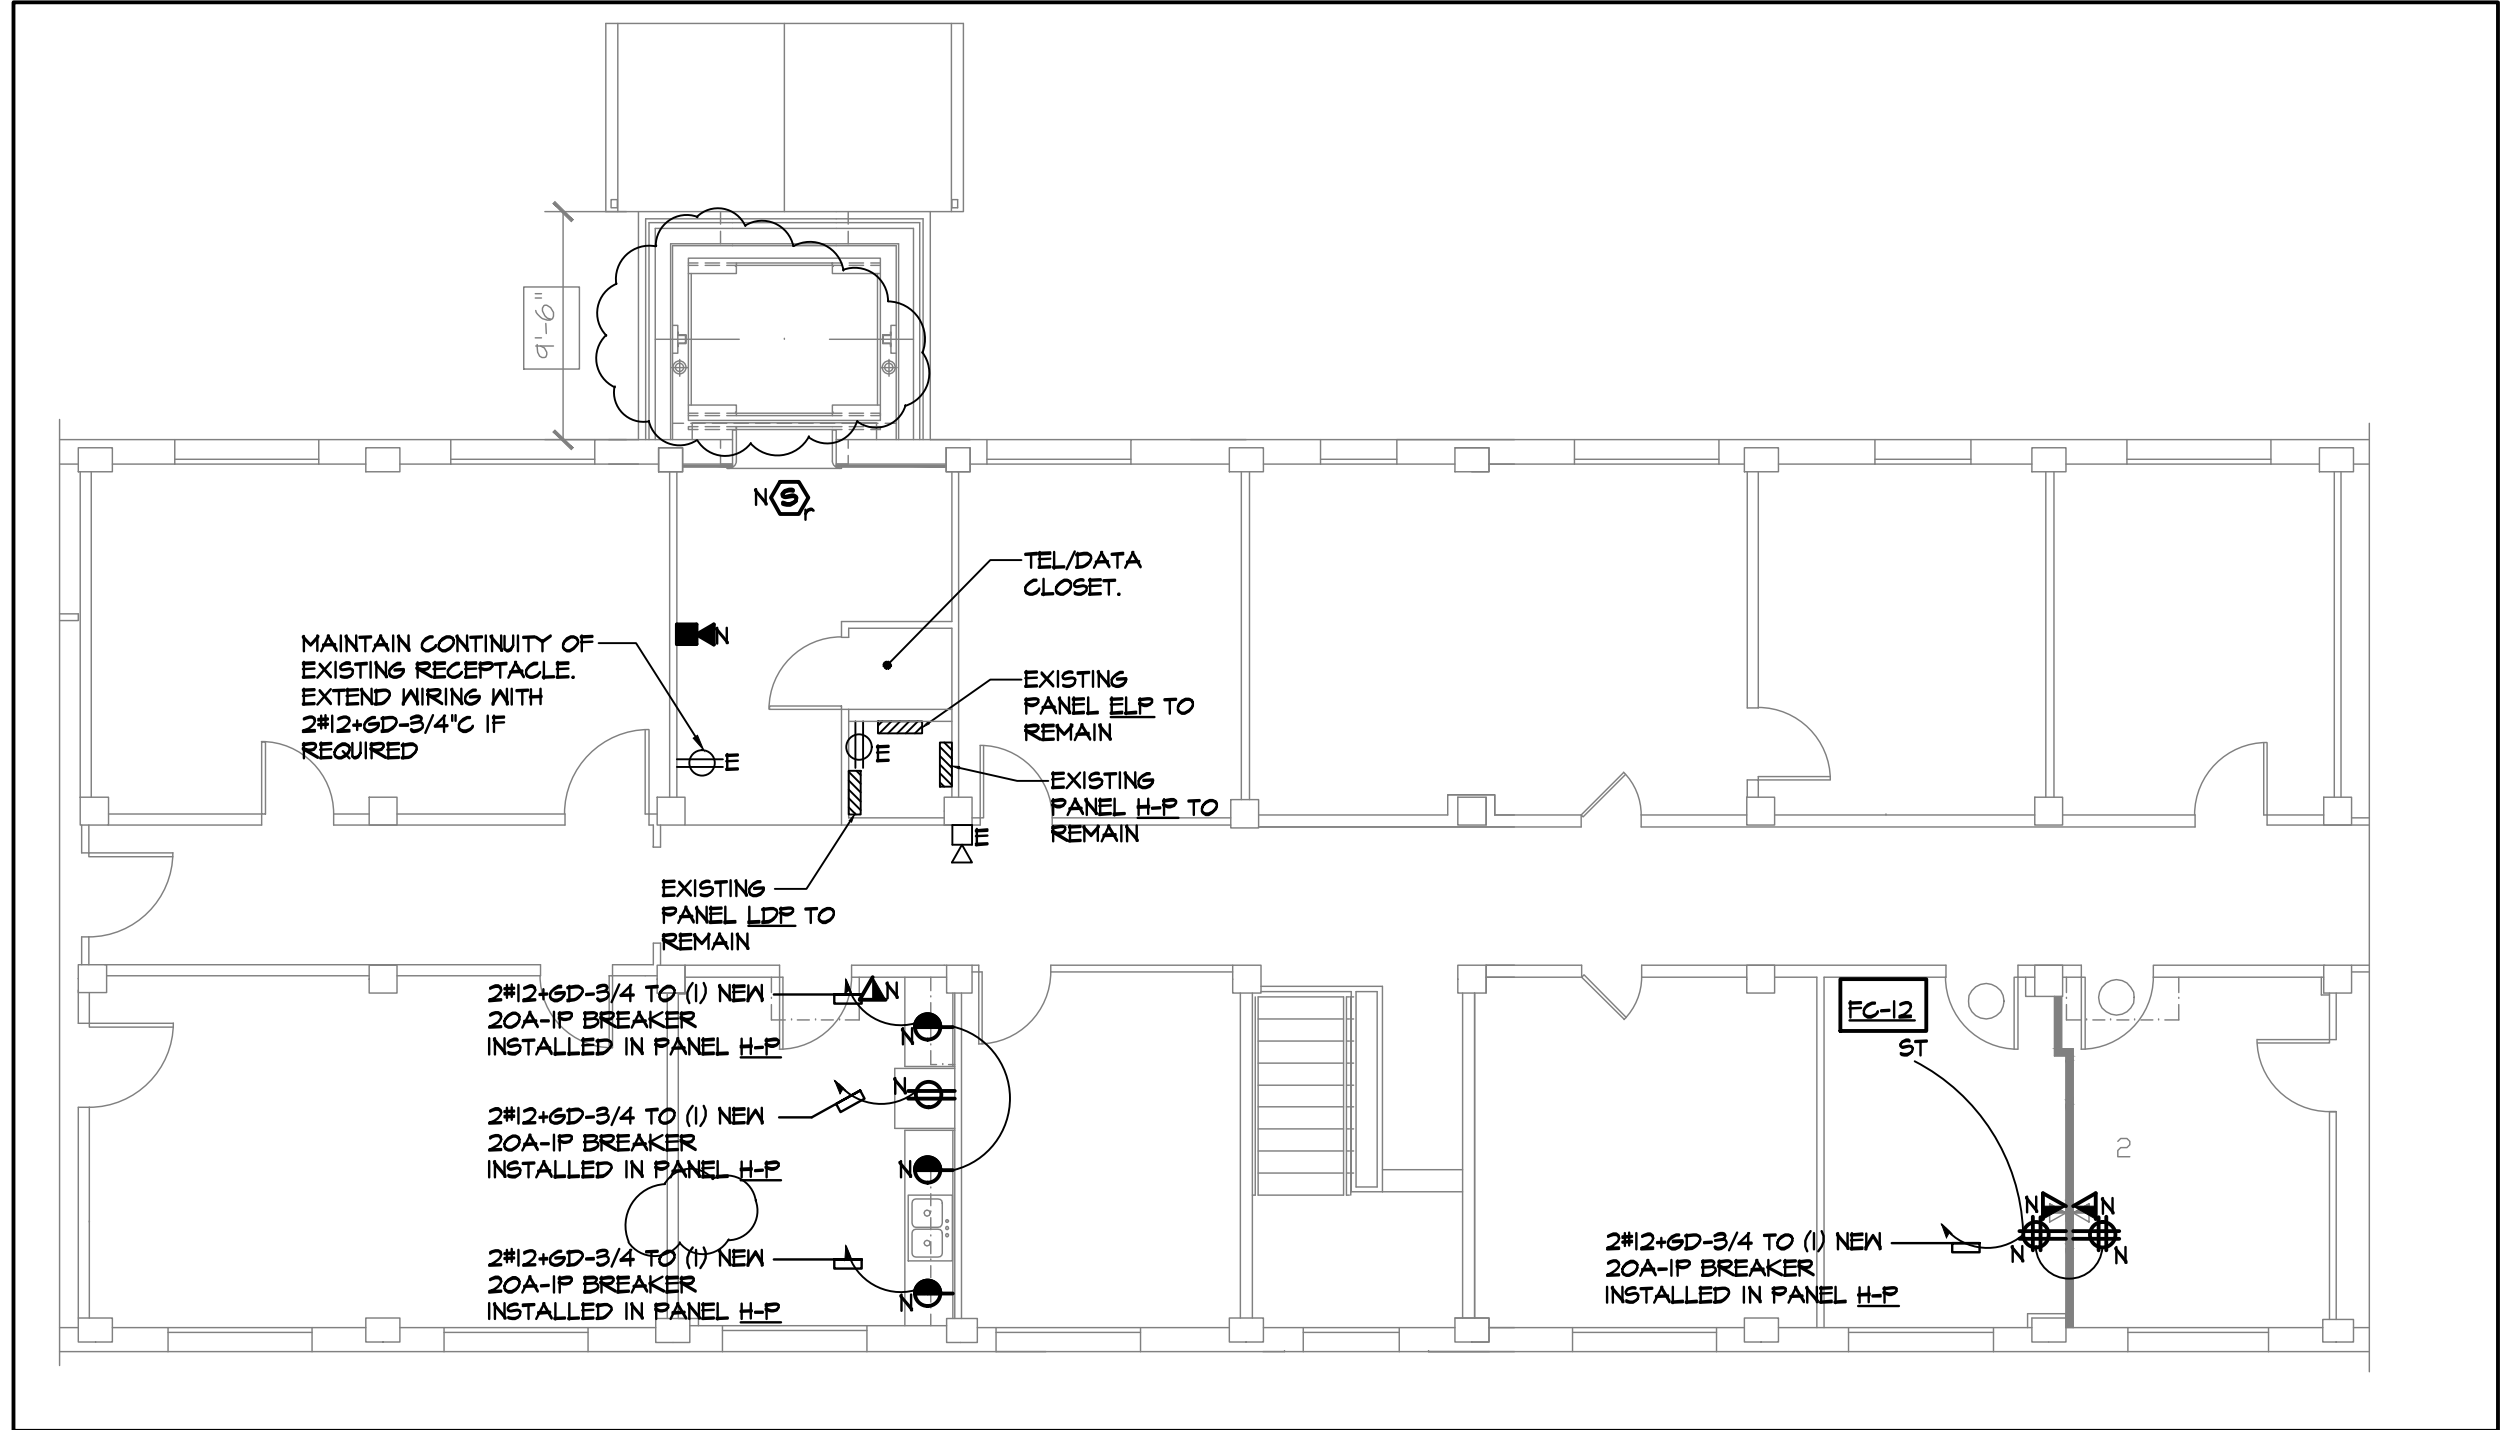 9'-6"
N S
r
TEL/DATA
CLOSET.
N
MAINTAIN CONTINUITY OF
EXISTING RECEPTACLE.
EXTEND WIRING WITH
2#12+GD-3/4"C IF
REQUIRED
E
E
EXISTING
PANEL ELP TO
REMAIN
EXISTING
PANEL H-P TO
REMAIN
E
EXISTING
PANEL LDP TO
REMAIN
2#12+GD-3/4 TO (1) NEW
20A-1P BREAKER
INSTALLED IN PANEL H-P
N
N
2#12+GD-3/4 TO (1) NEW
20A-1P BREAKER
INSTALLED IN PANEL H-P
N
N
2#12+GD-3/4 TO (1) NEW
20A-1P BREAKER
INSTALLED IN PANEL H-P
N
FC-12
ST
2
N
N
2#12+GD-3/4 TO (1) NEW
20A-1P BREAKER
INSTALLED IN PANEL H-P
N
N